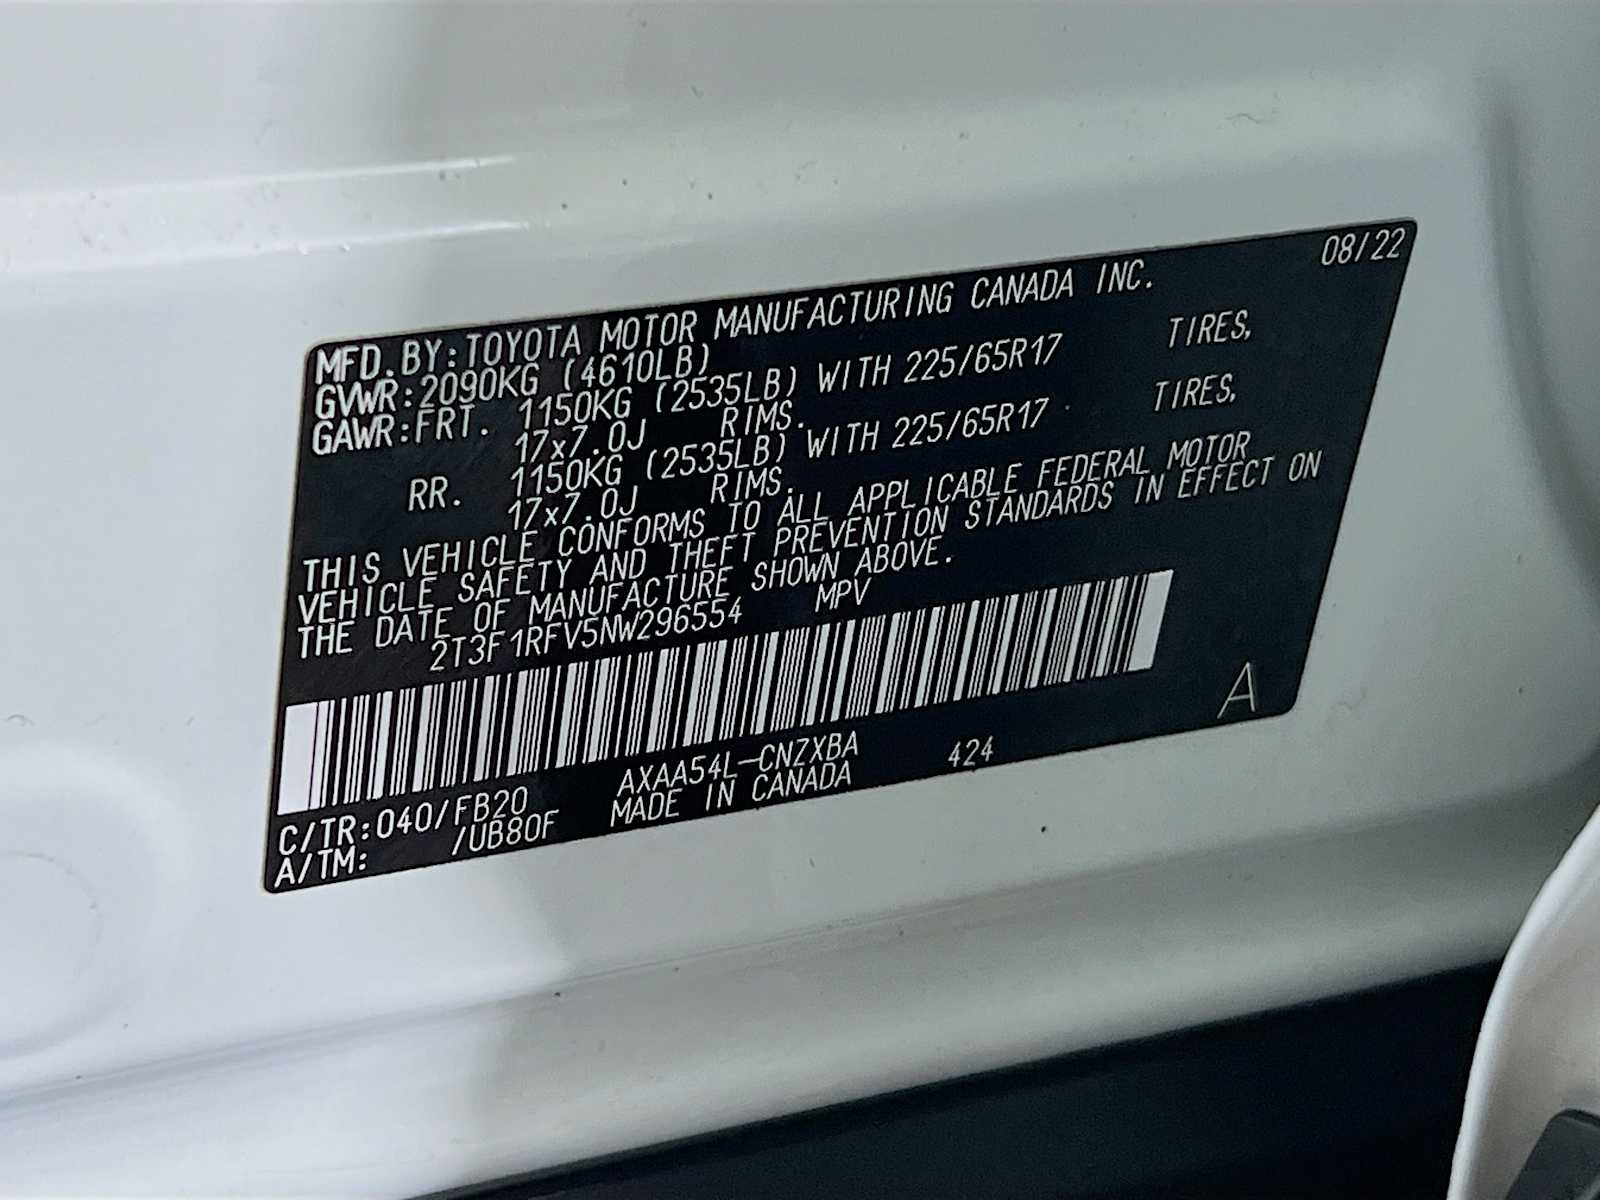 08/22
MFD.BY:TOYOTA MOTOR MANUFACTURING CANADA INC.
GVWR:2090KG (4610LB)
GAWR:FRT. 1150KG (2535LB) WITH 225/65R17 TIRES,
17x7.0J RIMS.
RR. 1150KG (2535LB) WITH 225/65R17 TIRES,
17x7.0J RIMS.
THIS VEHICLE CONFORMS TO ALL APPLICABLE FEDERAL MOTOR
VEHICLE SAFETY AND THEFT PREVENTION STANDARDS IN EFFECT ON
THE DATE OF MANUFACTURE SHOWN ABOVE.
2T3F1RFV5NW296554 MPV
A
C/TR:040/FB20 AXAA54L-CNZXBA 424
A/TM: /UB80F MADE IN CANADA